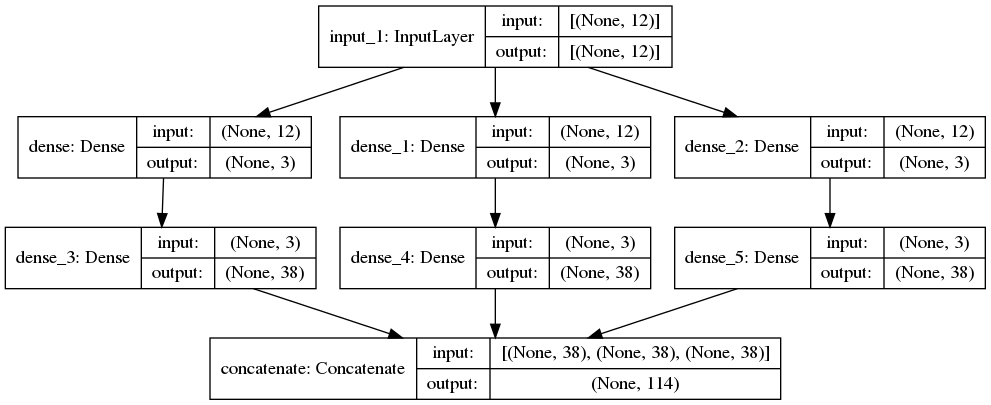 input_1: InputLayer
input: [(None, 12)]
output: [(None, 12)]
dense: Dense
input: (None, 12)
output: (None, 3)
dense_1: Dense
input: (None, 12)
output: (None, 3)
dense_2: Dense
input: (None, 12)
output: (None, 3)
dense_3: Dense
input: (None, 3)
output: (None, 38)
dense_4: Dense
input: (None, 3)
output: (None, 38)
dense_5: Dense
input: (None, 3)
output: (None, 38)
concatenate: Concatenate
input: [(None, 38), (None, 38), (None, 38)]
output: (None, 114)